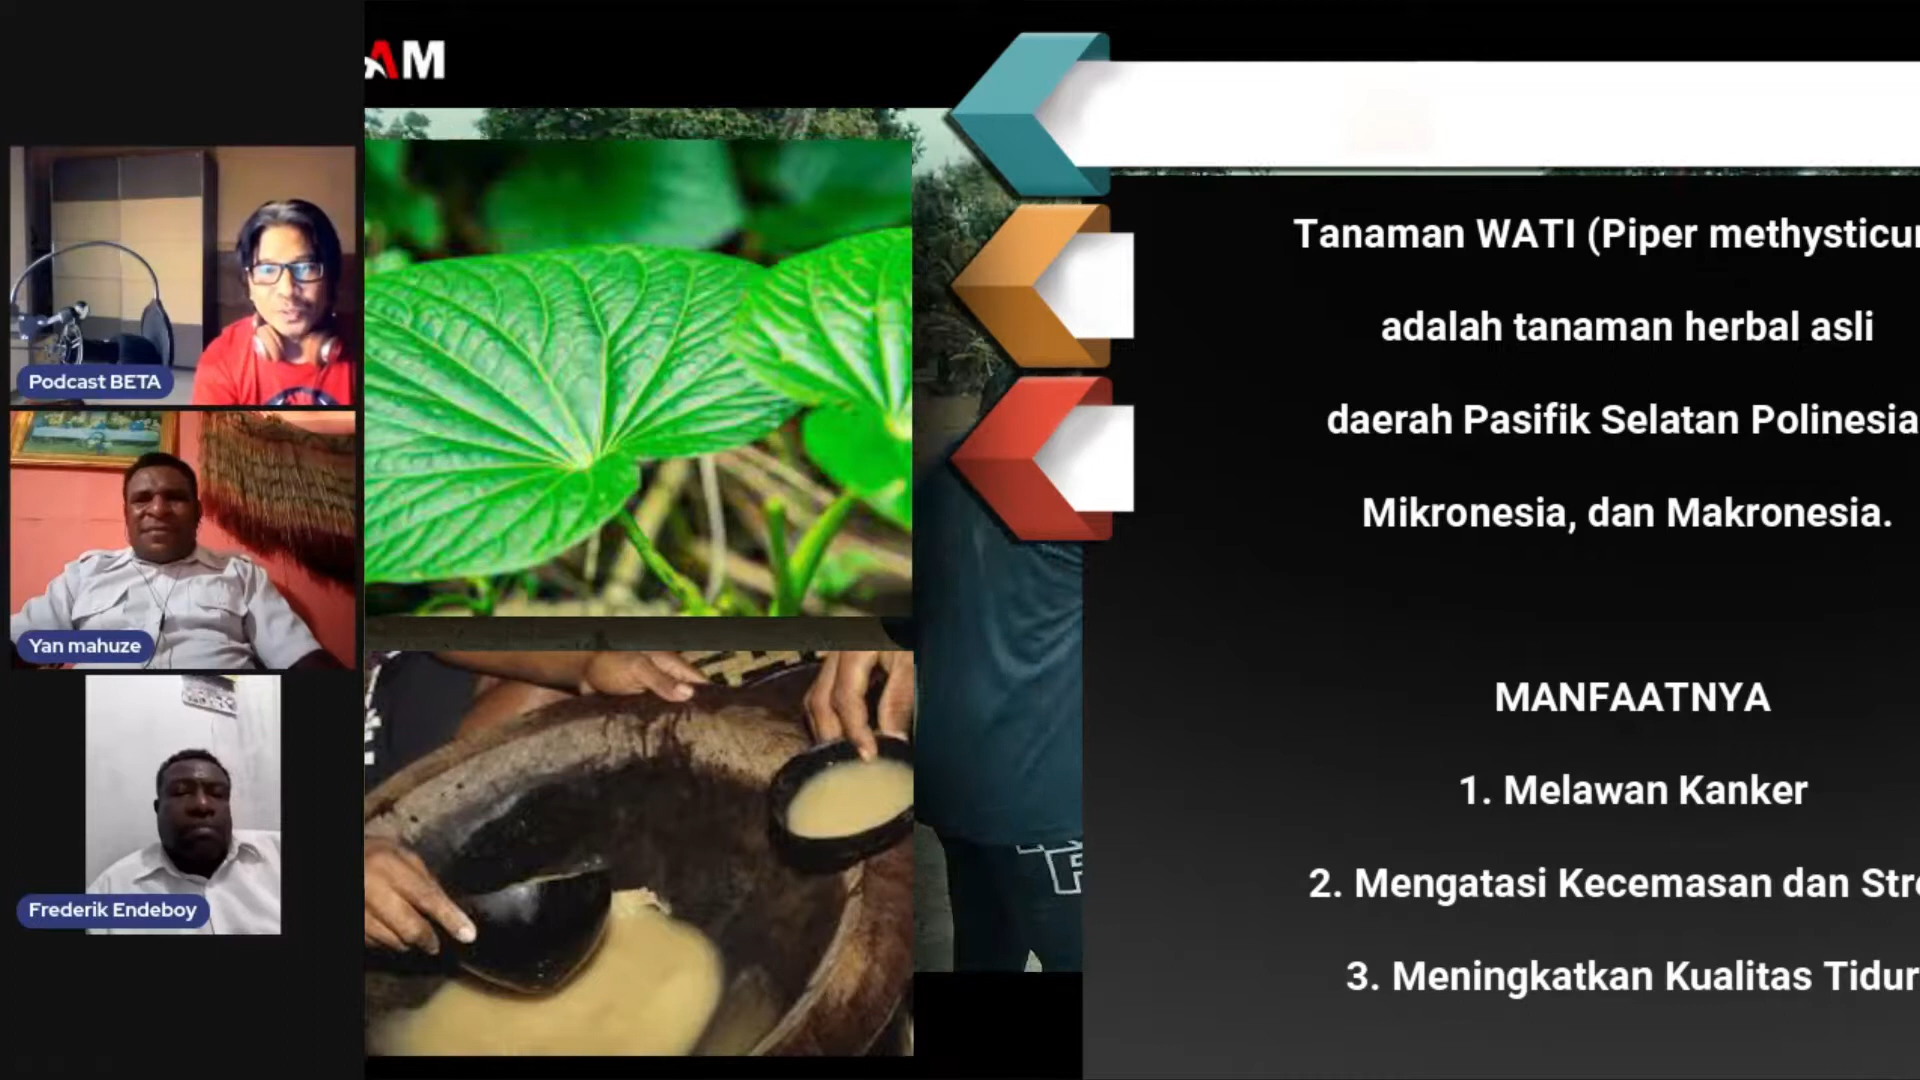 AM
Podcast BETA
Yan mahuze
Frederik Endeboy
Tanaman WATI (Piper methysticu
adalah tanaman herbal asli
daerah Pasifik Selatan Polinesia
Mikronesia, dan Makronesia.
MANFAATNYA
1. Melawan Kanker
2. Mengatasi Kecemasan dan Stre
3. Meningkatkan Kualitas Tidur